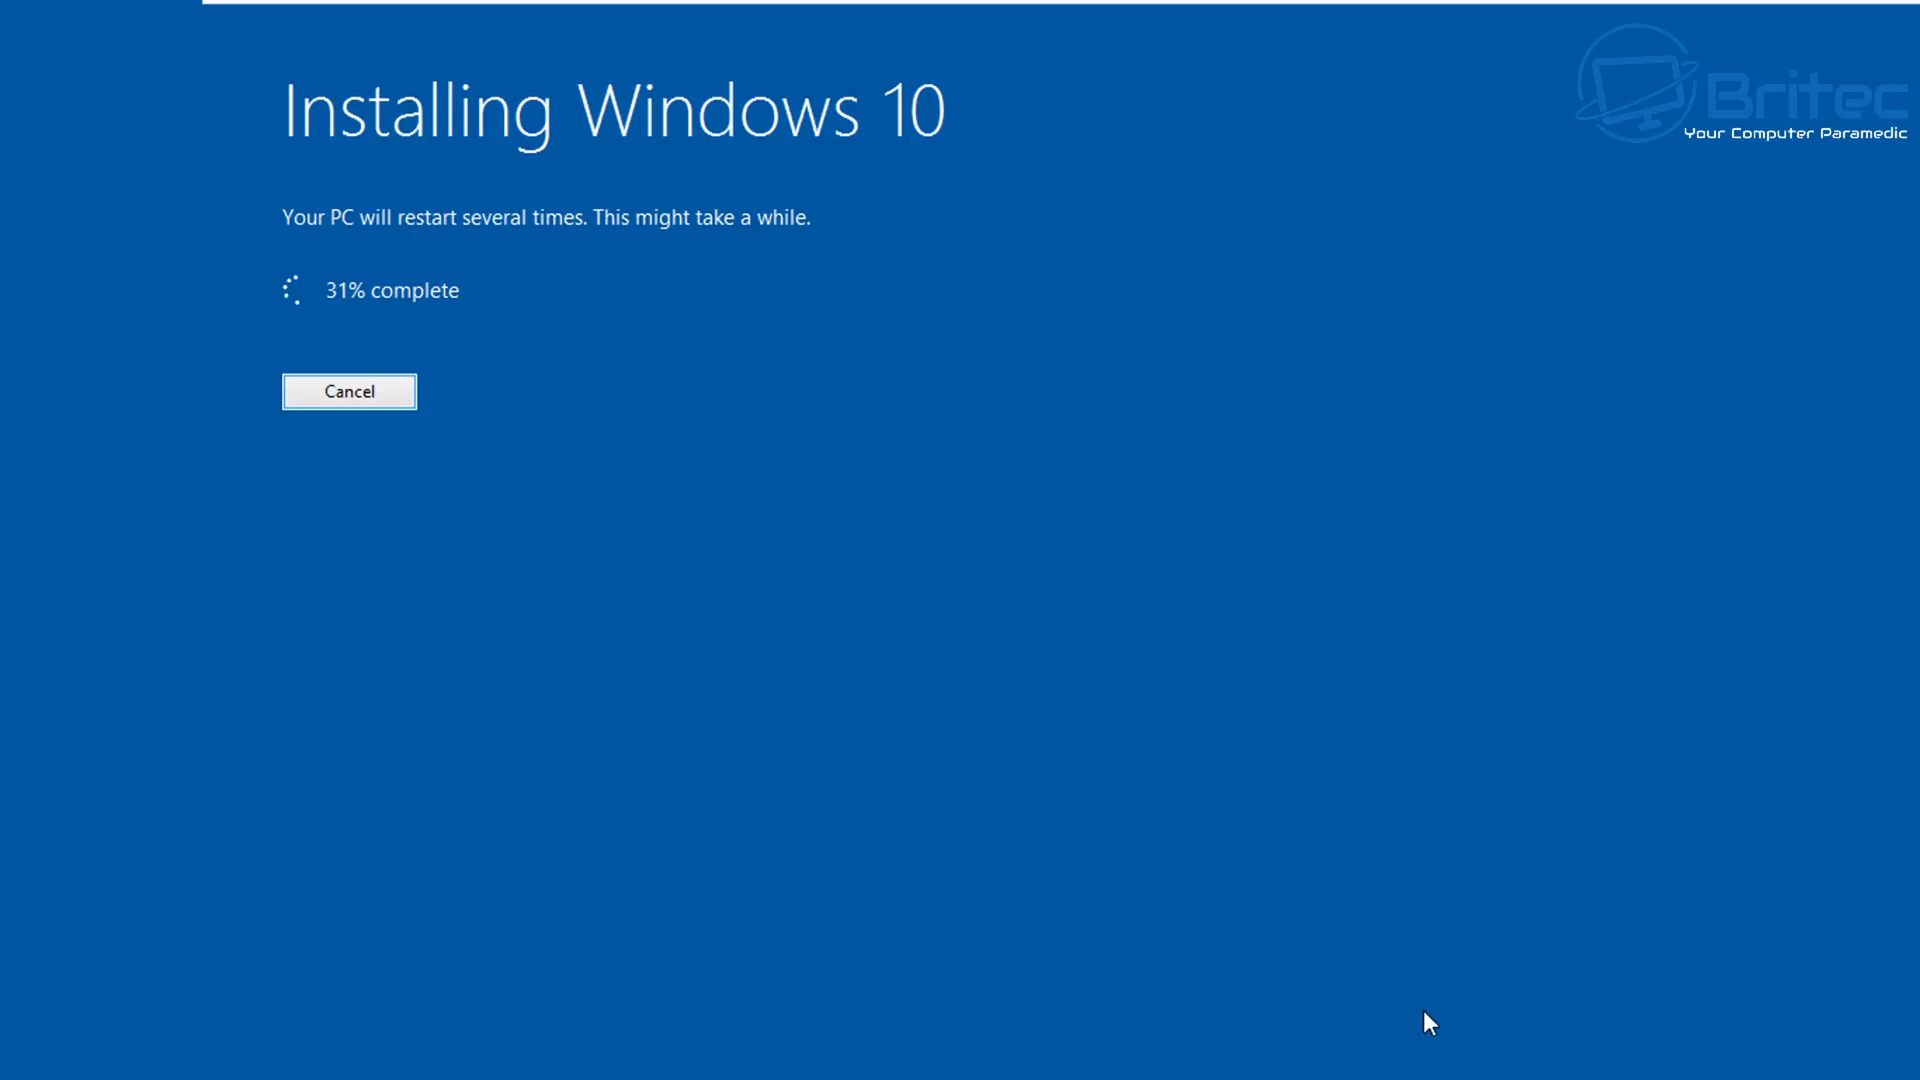 Installing Windows 10
Britec
Your Computer Paramedic
Your PC will restart several times. This might take a while.
31% complete
Cancel